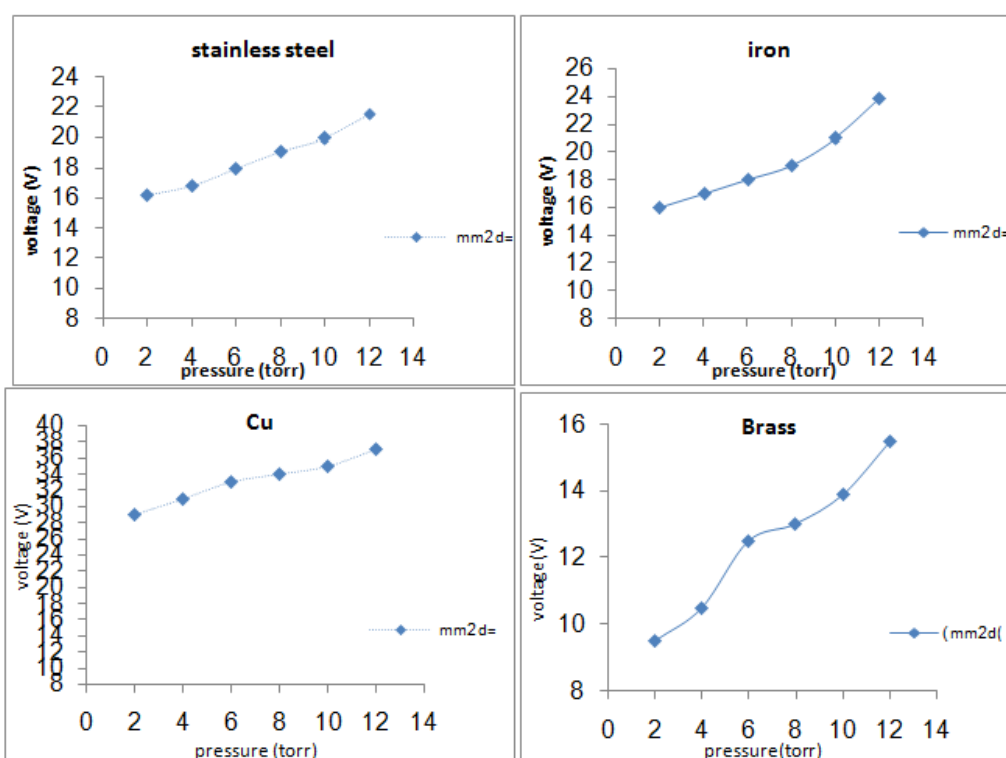 stainless steel
24
22
20
18
16
14
12
10
8
voltage (V)
0 2 4 6 8 10 12 14
pressure (torr)
mm2d=
iron
26
24
22
20
18
16
14
12
10
8
voltage (V)
0 2 4 6 8 10 12 14
pressure (torr)
mm2d=
Cu
40
38
36
34
32
30
28
26
24
22
20
18
16
14
12
10
8
voltage (V)
0 2 4 6 8 10 12 14
pressure (torr)
mm2d=
Brass
16
14
12
10
8
voltage (V)
0 2 4 6 8 10 12 14
pressure(torr)
(mm2d(